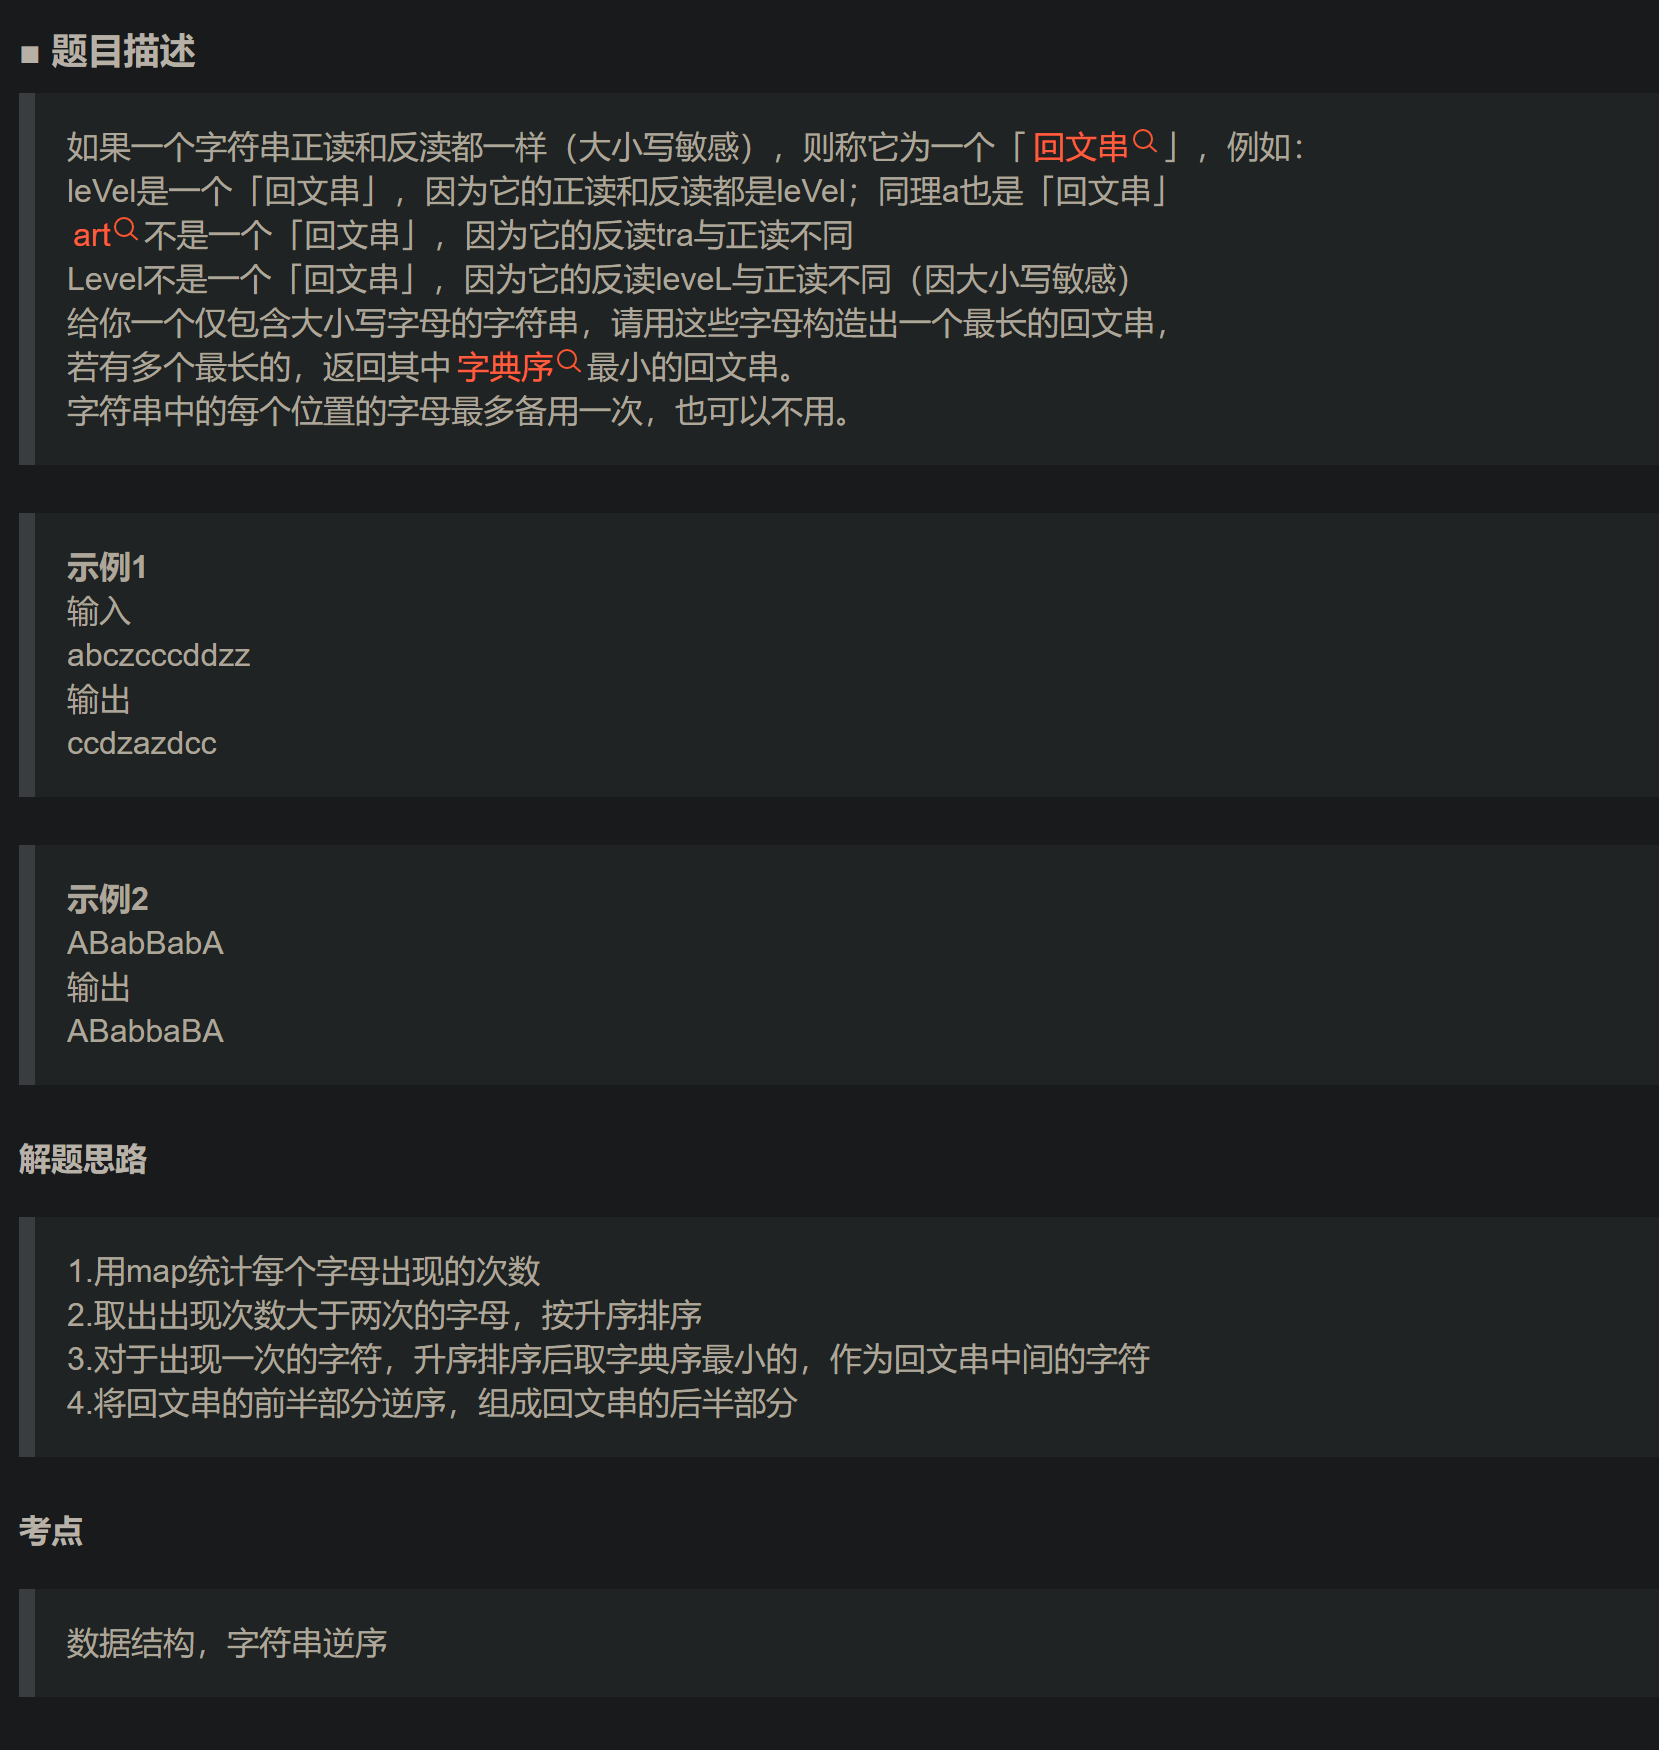 ■ 题目描述
如果一个字符串正读和反渎都一样（大小写敏感），则称它为一个「回文串」，例如：
leVel是一个「回文串」，因为它的正读和反读都是leVel；同理a也是「回文串」
art不是一个「回文串」，因为它的反读tra与正读不同
Level不是一个「回文串」，因为它的反读leveL与正读不同（因大小写敏感）
给你一个仅包含大小写字母的字符串，请用这些字母构造出一个最长的回文串，
若有多个最长的，返回其中字典序最小的回文串。
字符串中的每个位置的字母最多备用一次，也可以不用。
示例1
输入
abczcccddzz
输出
ccdzazdcc
示例2
ABabBabA
输出
ABabbaBA
解题思路
1.用map统计每个字母出现的次数
2.取出出现次数大于两次的字母，按升序排序
3.对于出现一次的字符，升序排序后取字典序最小的，作为回文串中间的字符
4.将回文串的前半部分逆序，组成回文串的后半部分
考点
数据结构，字符串逆序